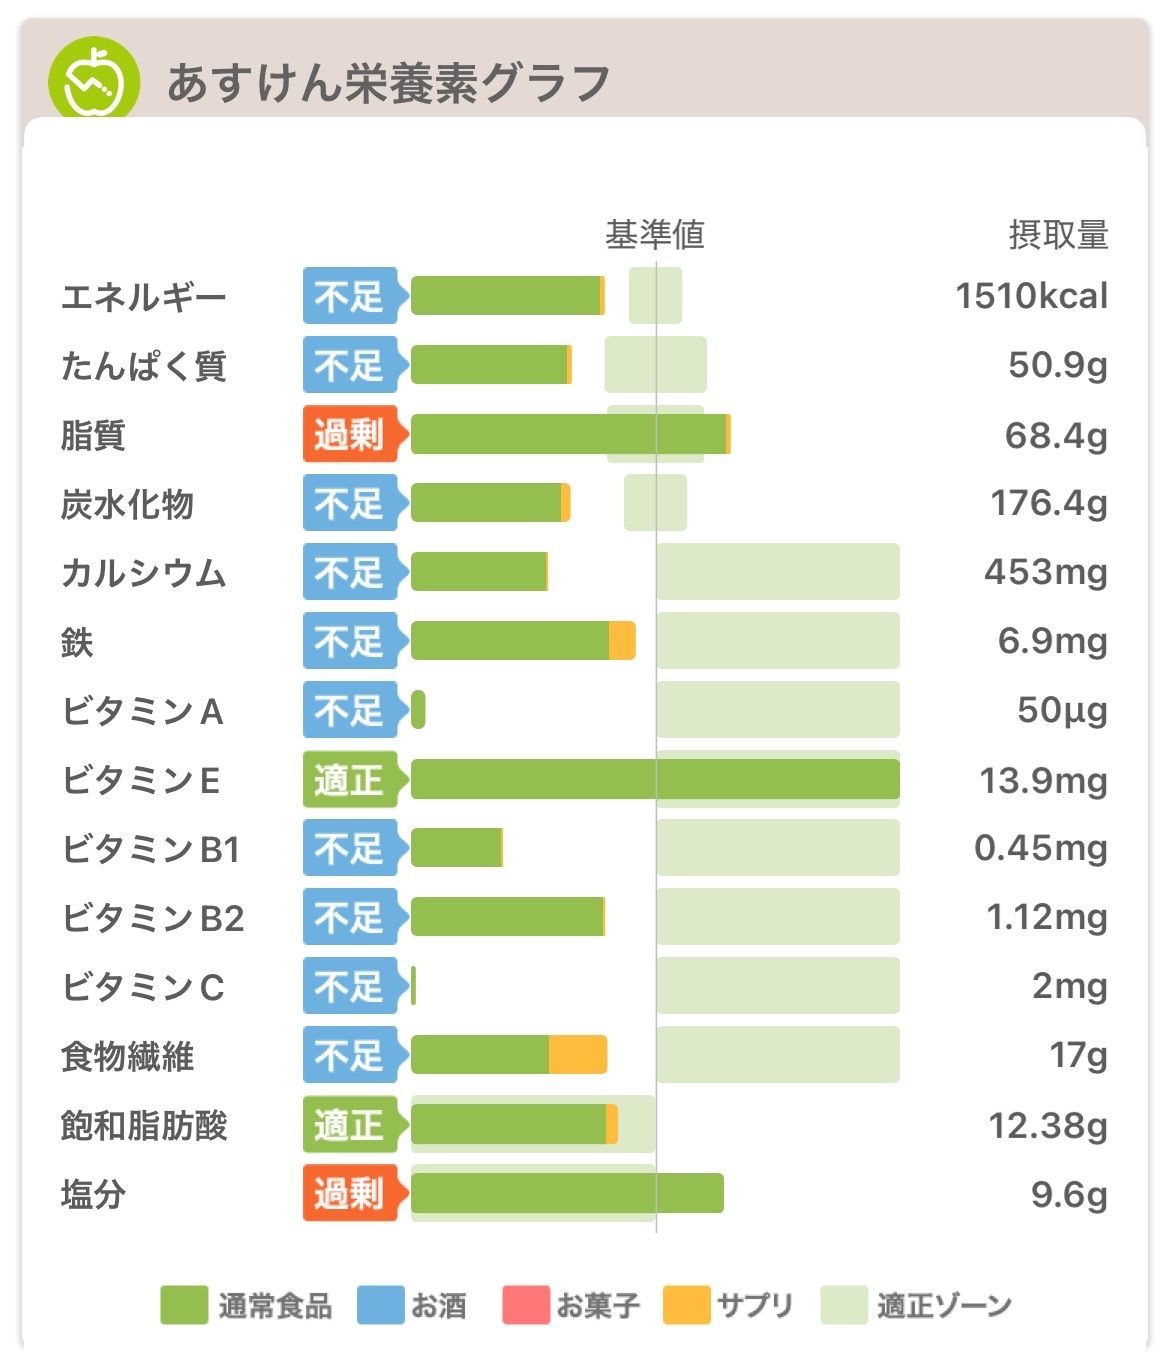 あすけん栄養素グラフ
基準値 摂取量
エネルギー 不足 1510kcal
たんぱく質 不足 50.9g
脂質 過剰 68.4g
炭水化物 不足 176.4g
カルシウム 不足 453mg
鉄 不足 6.9mg
ビタミンA 不足 50μg
ビタミンE 適正 13.9mg
ビタミンB1 不足 0.45mg
ビタミンB2 不足 1.12mg
ビタミンC 不足 2mg
食物繊維 不足 17g
飽和脂肪酸 適正 12.38g
塩分 過剰 9.6g
通常食品 お酒 お菓子 サプリ 適正ゾーン